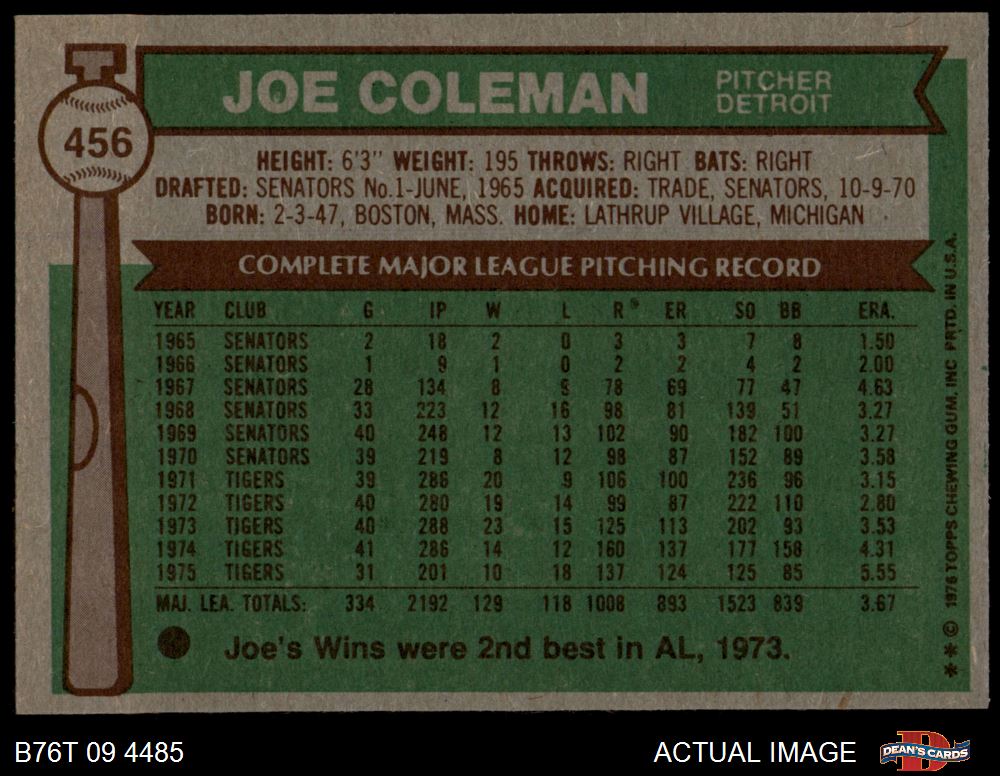 JOE COLEMAN
PITCHER
DETROIT
456
HEIGHT: 6'3" WEIGHT: 195 THROWS: RIGHT BATS: RIGHT
DRAFTED: SENATORS No.1-JUNE, 1965 ACQUIRED: TRADE, SENATORS, 10-9-70
BORN: 2-3-47, BOSTON, MASS. HOME: LATHRUP VILLAGE, MICHIGAN
COMPLETE MAJOR LEAGUE PITCHING RECORD
YEAR CLUB G IP W L R ER SO BB ERA.
1965 SENATORS 2 18 2 0 3 3 7 8 1.50
1966 SENATORS 1 9 1 0 2 2 4 2 2.00
1967 SENATORS 28 134 8 9 78 69 77 47 4.63
1968 SENATORS 33 223 12 16 98 81 139 51 3.27
1969 SENATORS 40 248 12 13 102 90 182 100 3.27
1970 SENATORS 39 219 8 12 98 87 152 89 3.58
1971 TIGERS 39 286 20 9 106 100 236 96 3.15
1972 TIGERS 40 280 19 14 99 87 222 110 2.80
1973 TIGERS 40 288 23 15 125 113 202 93 3.53
1974 TIGERS 41 286 14 12 160 137 177 158 4.31
1975 TIGERS 31 201 10 18 137 124 125 85 5.55
MAJ. LEA. TOTALS: 334 2192 129 118 1008 893 1523 839 3.67
Joe's Wins were 2nd best in AL, 1973.
*** © 1976 TOPPS CHEWING GUM, INC PRTD. IN U.S.A.
B76T 09 4485
ACTUAL IMAGE
DEAN'S CARDS